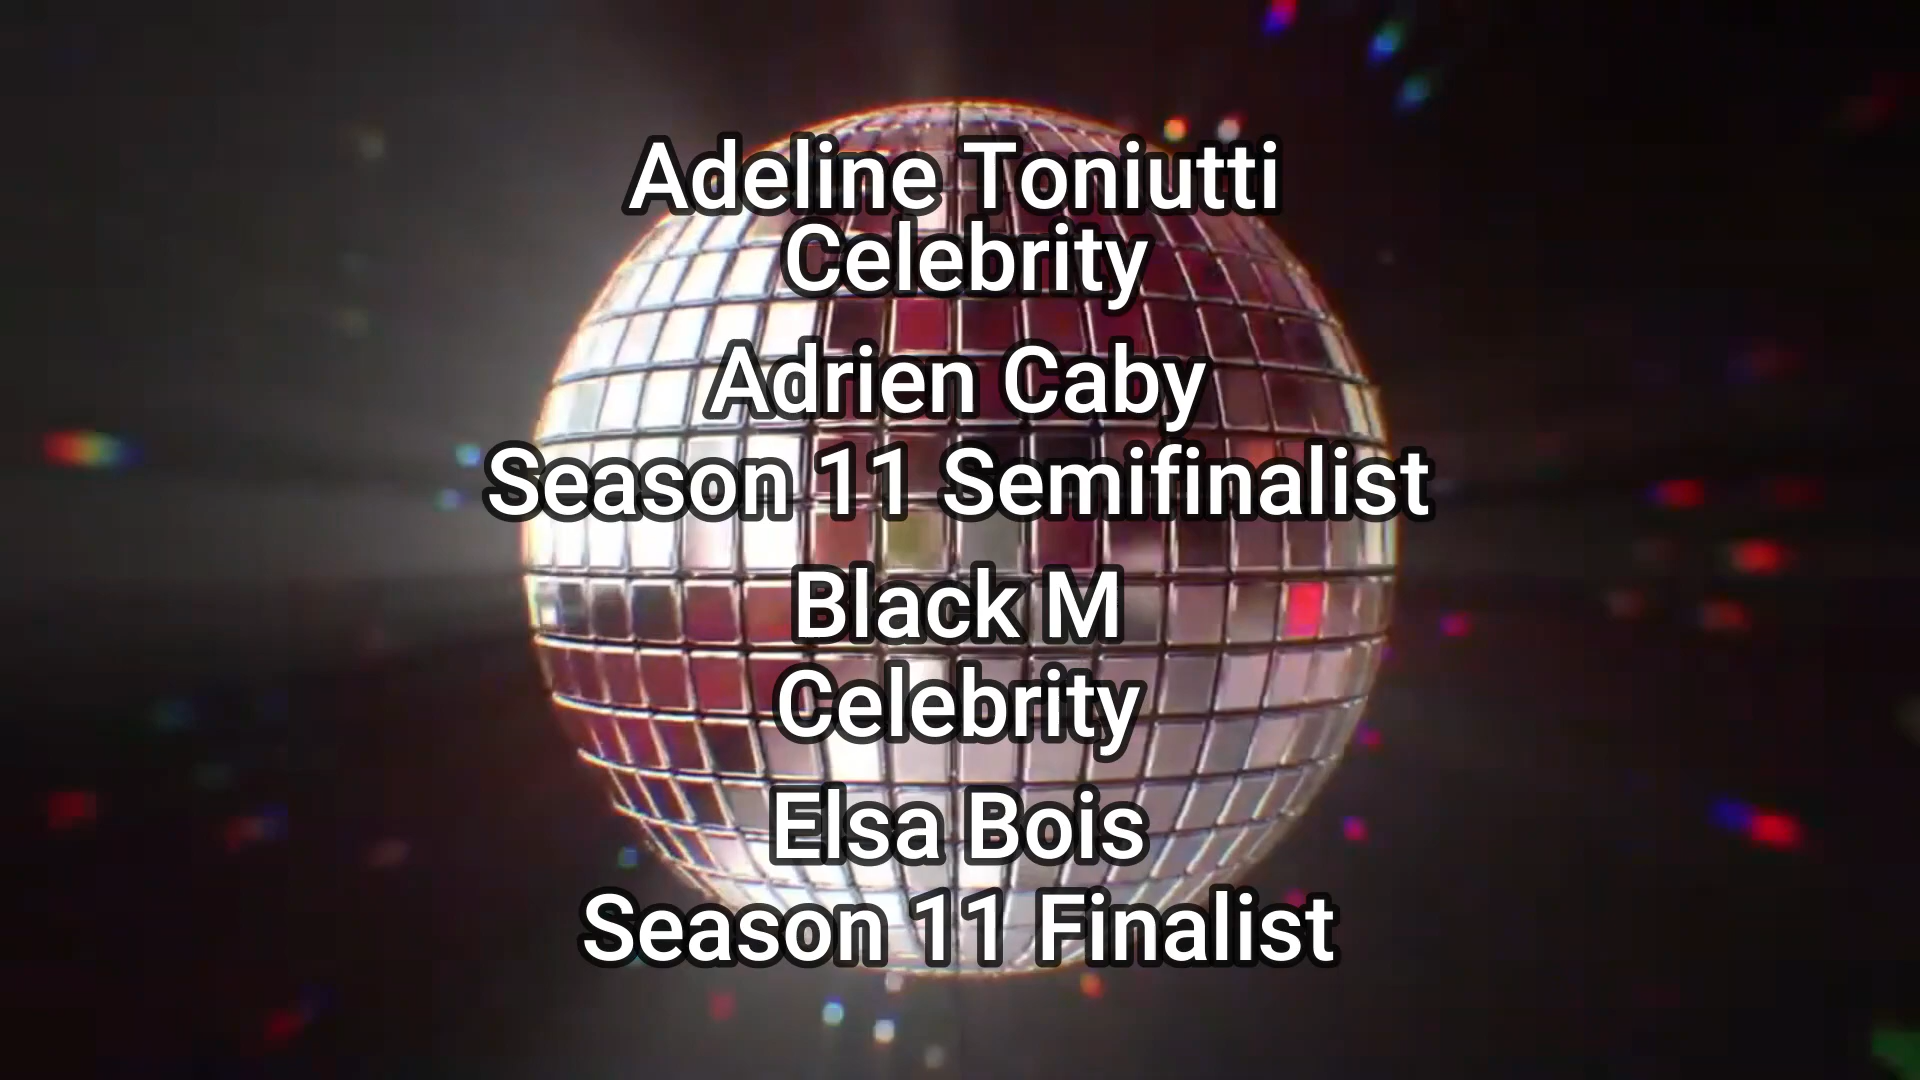 Adeline Toniutti
Celebrity
Adrien Caby
Season 11 Semifinalist
Black M
Celebrity
Elsa Bois
Season 11 Finalist